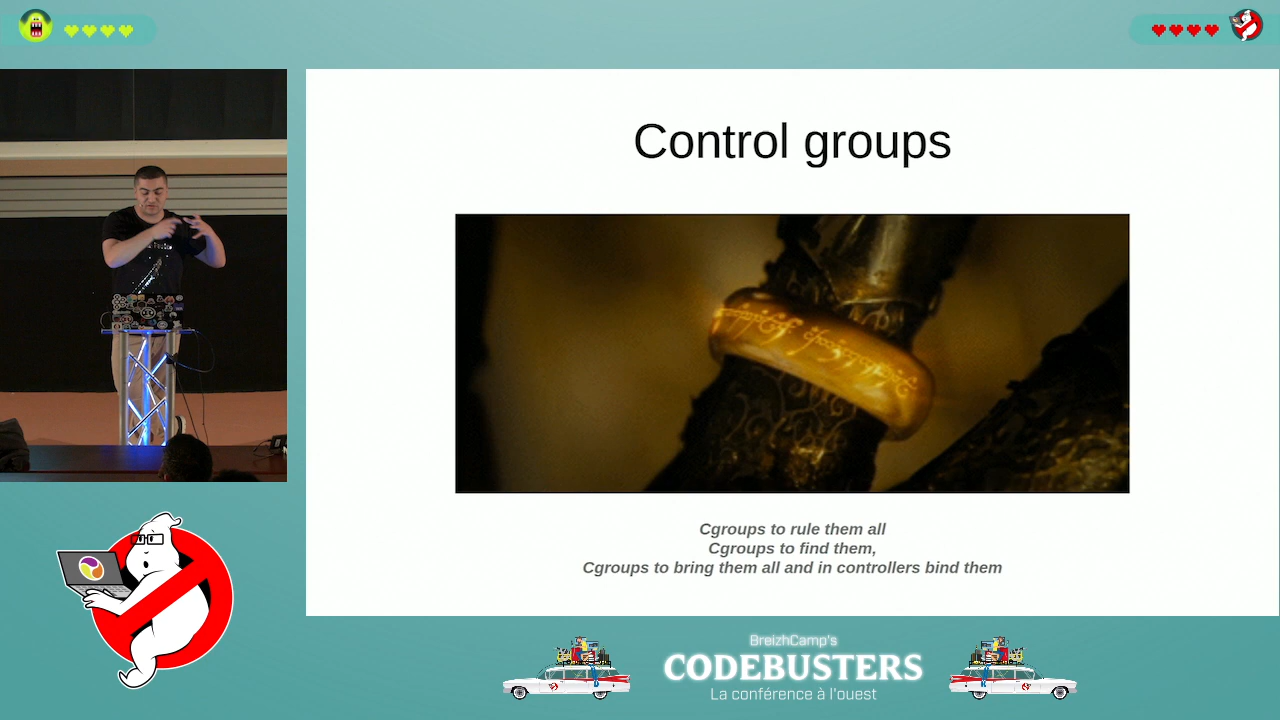 Control groups
Cgroups to rule them all
Cgroups to find them,
Cgroups to bring them all and in controllers bind them
BreizhCamp's
CODEBUSTERS
La conférence à l'ouest